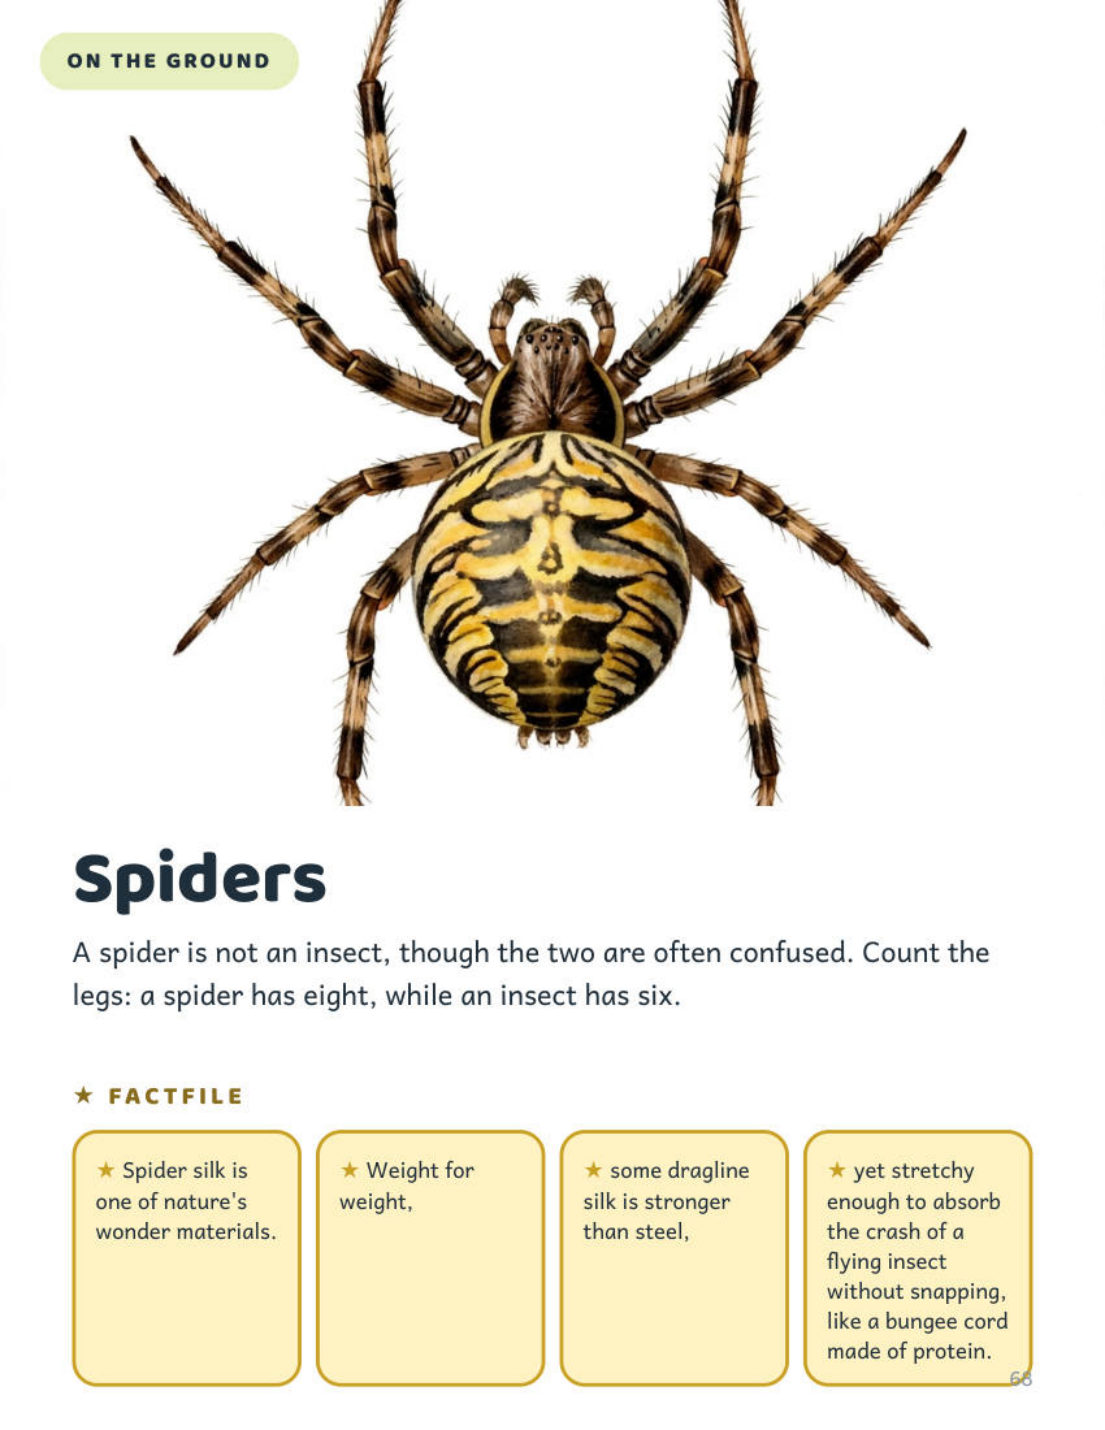 ON THE GROUND
Spiders
A spider is not an insect, though the two are often confused. Count the
legs: a spider has eight, while an insect has six.
★ FACTFILE
★ Spider silk is
one of nature's
wonder materials.
★ Weight for
weight,
★ some dragline
silk is stronger
than steel,
★ yet stretchy
enough to absorb
the crash of a
flying insect
without snapping,
like a bungee cord
made of protein.
68